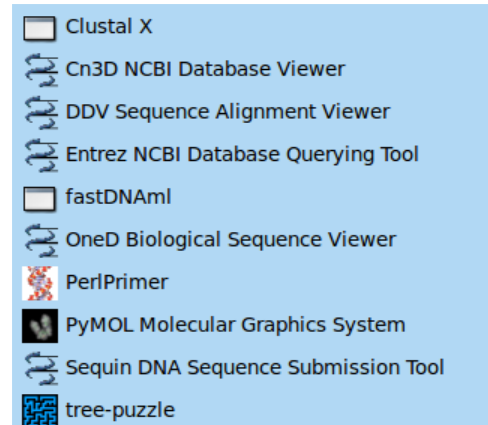 Clustal X
Cn3D NCBI Database Viewer
DDV Sequence Alignment Viewer
Entrez NCBI Database Querying Tool
fastDNAml
OneD Biological Sequence Viewer
PerlPrimer
PyMOL Molecular Graphics System
Sequin DNA Sequence Submission Tool
tree-puzzle